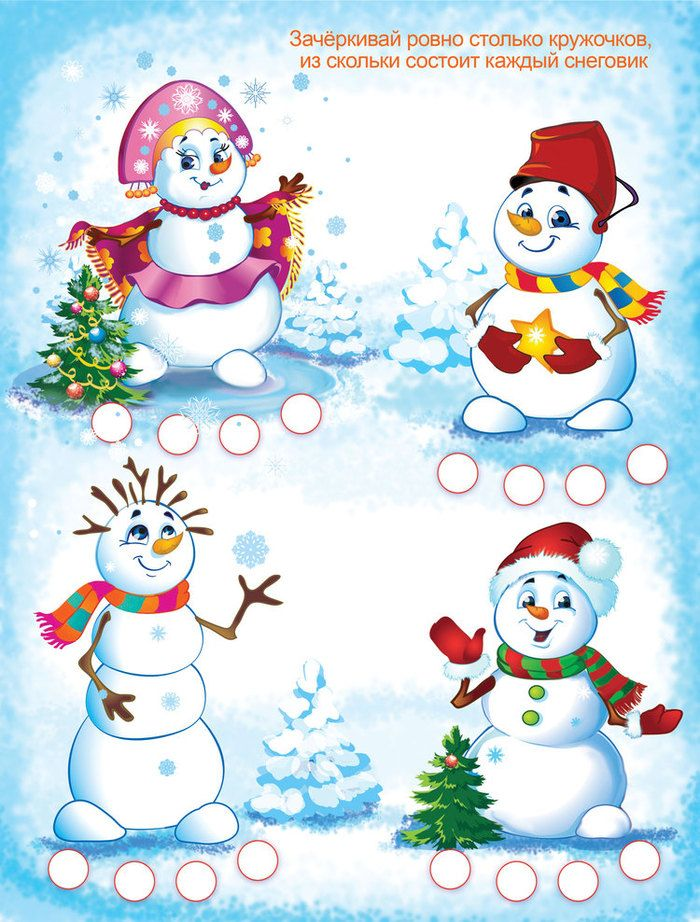 Зачёркивай ровно столько кружочков,
из скольки состоит каждый снеговик